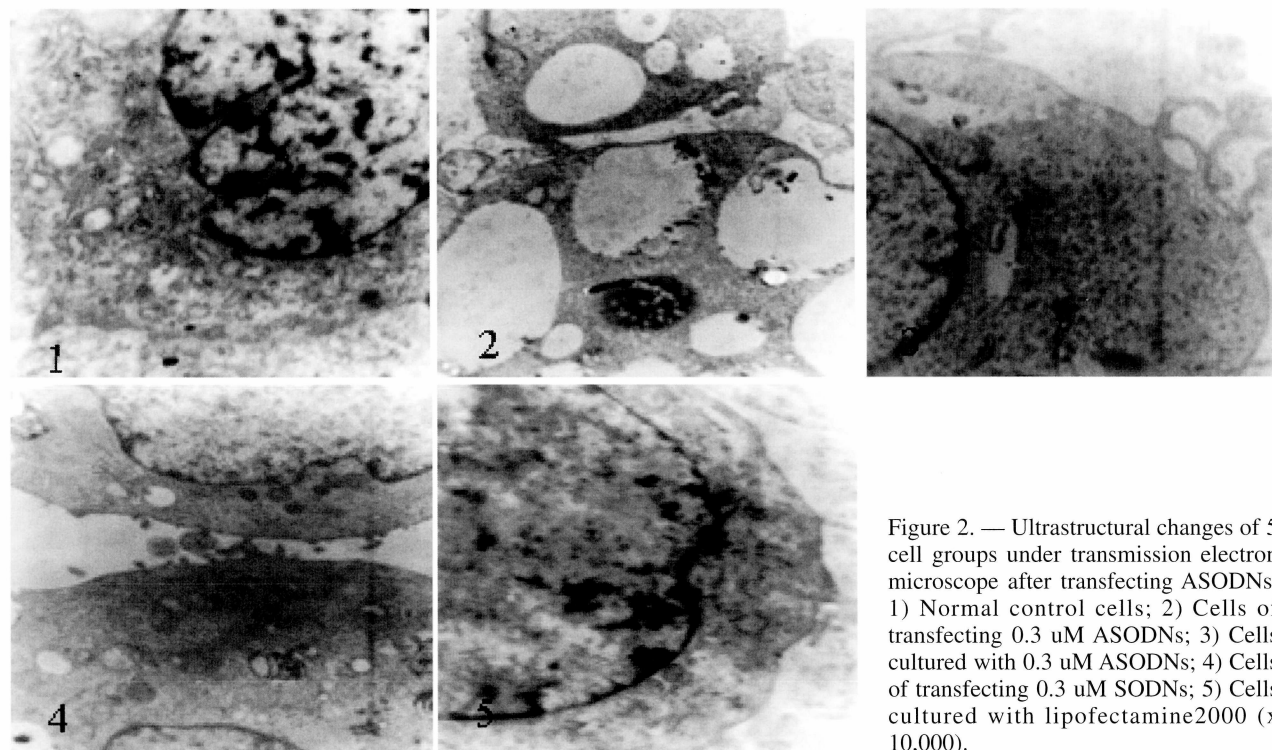 1
2
3
4
5
Figure 2. — Ultrastructural changes of 5
cell groups under transmission electron
microscope after transfecting ASODNs
1) Normal control cells; 2) Cells of
transfecting 0.3 uM ASODNs; 3) Cells
cultured with 0.3 uM ASODNs; 4) Cells
of transfecting 0.3 uM SODNs; 5) Cells
cultured with lipofectamine2000 (x
10,000).